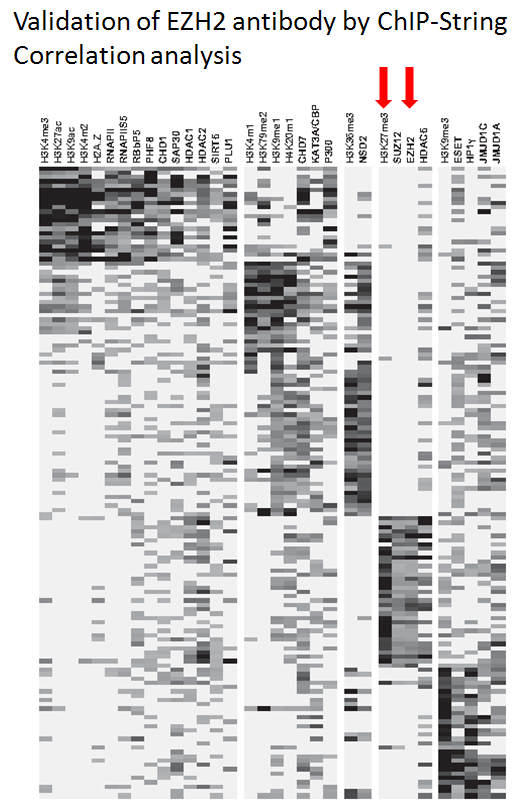 Validation of EZH2 antibody by ChIP-String
Correlation analysis
H3K4me3
H3K27ac
H3K9ac
H3K4m2
H2A.Z
RNAPII
RNAPIIS5
RBbP5
PHF8
CHD1
SAP30
HDAC1
HDAC2
SIRT6
PLU1
H3K4m1
H3K79me2
H3K9me1
H4K20m1
CHD7
KAT3A/CBP
P300
H3K36me3
NSD2
H3K27me3
SUZ12
EZH2
HDAC6
H3K9me3
ESET
HP1γ
JMJD1C
JMJD1A